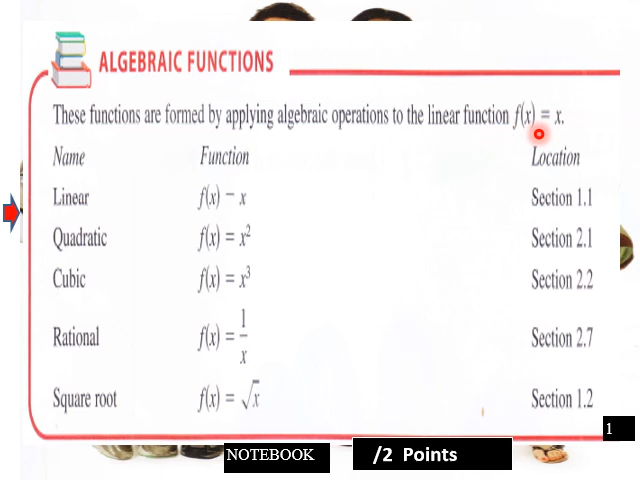 ALGEBRAIC FUNCTIONS
These functions are formed by applying algebraic operations to the linear function f(x) = x.
Name Function Location
Linear f(x) − x Section 1.1
Quadratic f(x) = x² Section 2.1
Cubic f(x) = x³ Section 2.2
Rational f(x) = 1/x Section 2.7
Square root f(x) = √x Section 1.2
1
NOTEBOOK /2 Points